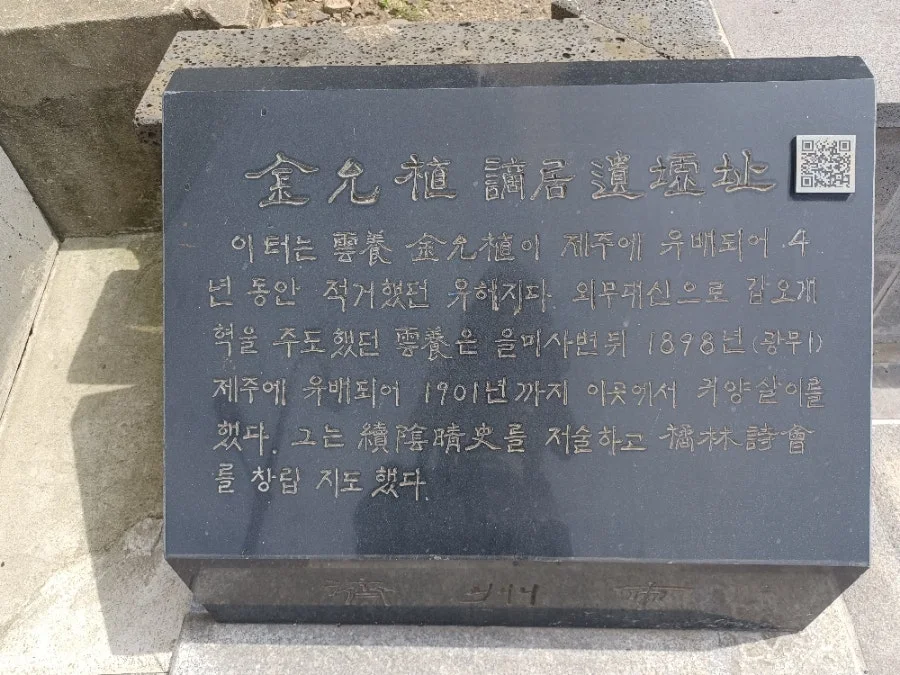 金允植 謫居遺墟址
이 터는 雲養 金允植이 제주에 유배되어 4
년 동안 적거했던 유허지다. 외무대신으로 갑오개
혁을 주도했던 雲養은 을미사변 뒤 1898년(광무1)
제주에 유배되어 1901년까지 이곳에서 귀양살이를
했다. 그는 續陰晴史를 저술하고 橘林詩會
를 창립 지도했다.
濟州市